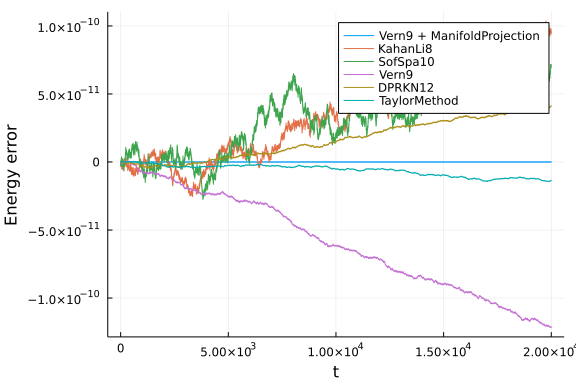 1.0×10⁻¹⁰
5.0×10⁻¹¹
0
−5.0×10⁻¹¹
−1.0×10⁻¹⁰
Energy error
Vern9 + ManifoldProjection
KahanLi8
SofSpa10
Vern9
DPRKN12
TaylorMethod
0
5.00×10³
1.00×10⁴
1.50×10⁴
2.00×10⁴
t